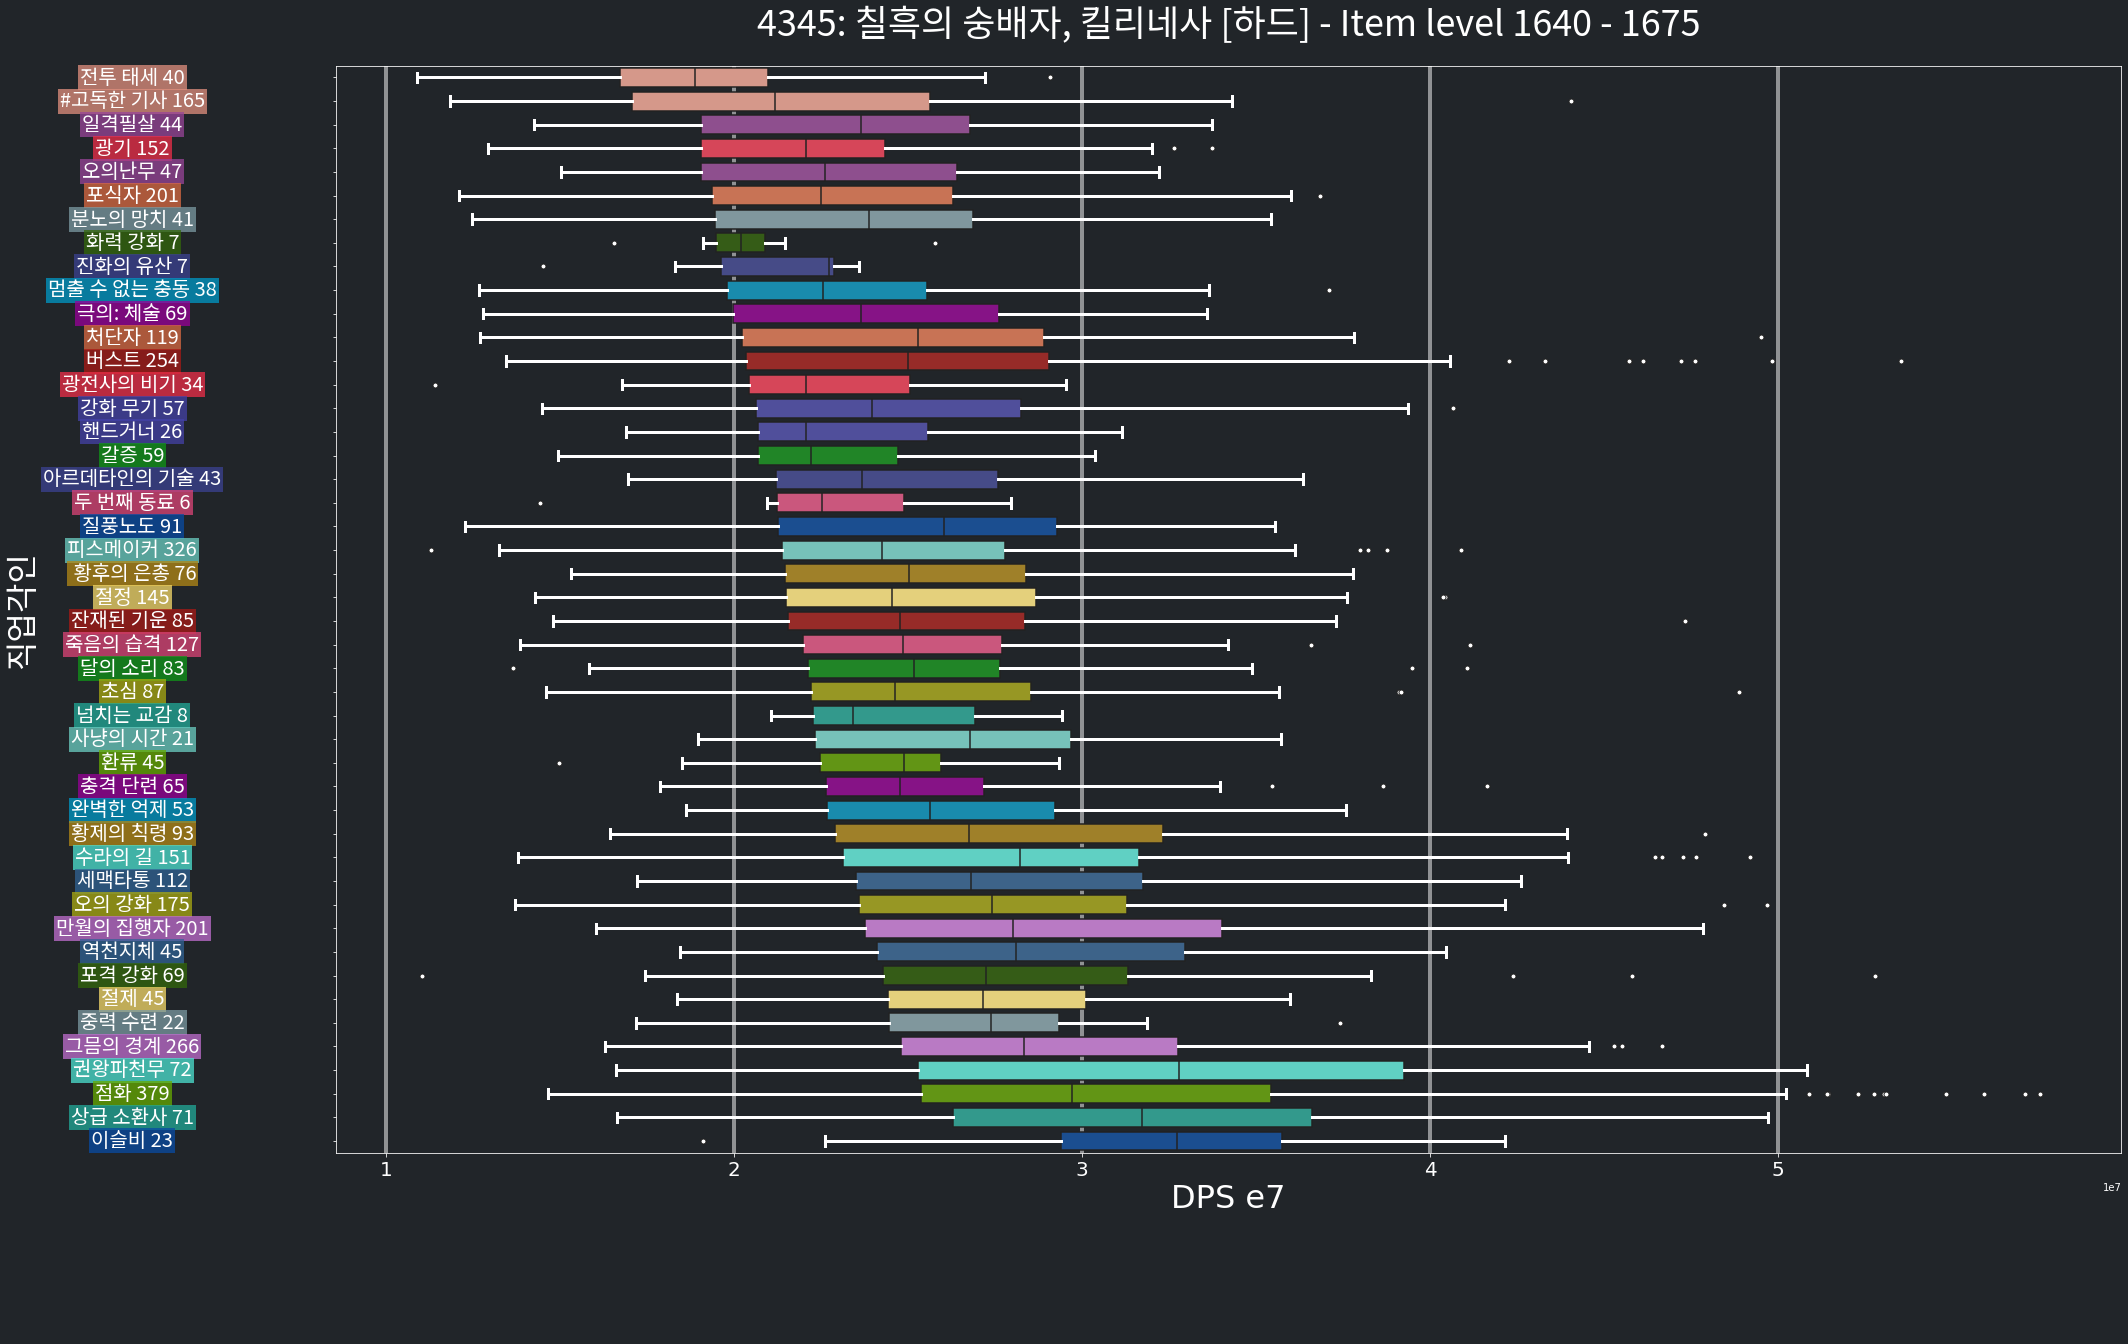 4345: 칠흑의 숭배자, 킬리네사 [하드] - Item level 1640 - 1675
직업각인
전투 태세 40
#고독한 기사 165
일격필살 44
광기 152
오의난무 47
포식자 201
분노의 망치 41
화력 강화 7
진화의 유산 7
멈출 수 없는 충동 38
극의: 체술 69
처단자 119
버스트 254
광전사의 비기 34
강화 무기 57
핸드거너 26
갈증 59
아르데타인의 기술 43
두 번째 동료 6
질풍노도 91
피스메이커 326
황후의 은총 76
절정 145
잔재된 기운 85
죽음의 습격 127
달의 소리 83
초심 87
넘치는 교감 8
사냥의 시간 21
환류 45
충격 단련 65
완벽한 억제 53
황제의 칙령 93
수라의 길 151
세맥타통 112
오의 강화 175
만월의 집행자 201
역천지체 45
포격 강화 69
절제 45
중력 수련 22
그믐의 경계 266
권왕파천무 72
점화 379
상급 소환사 71
이슬비 23
1 2 3 4 5
1e7
DPS e7